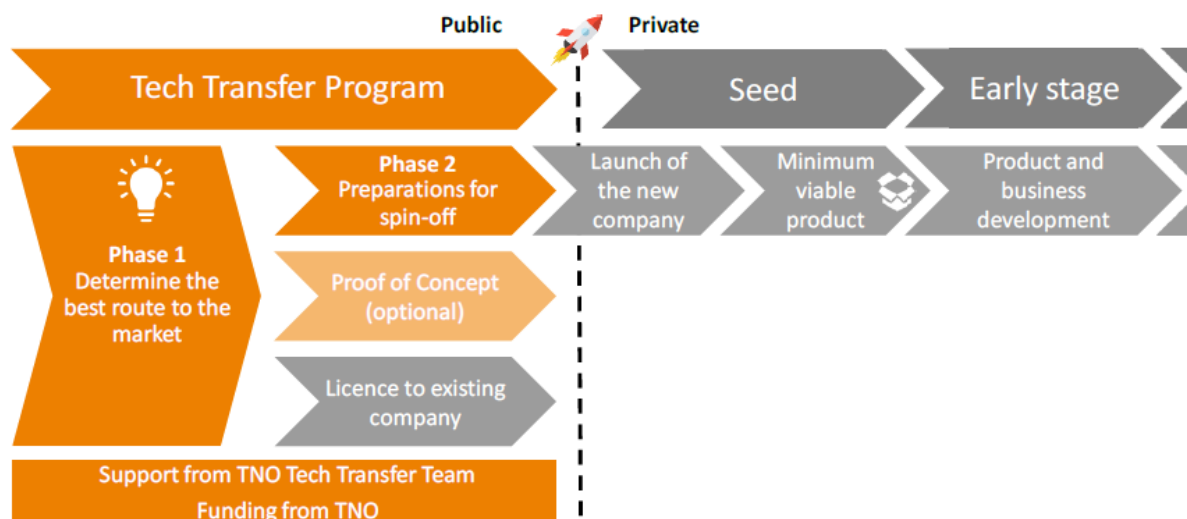 Public
Private
Tech Transfer Program
Seed
Early stage
Phase 1
Determine the
best route to the
market
Phase 2
Preparations for
spin-off
Launch of
the new
company
Minimum
viable
product
Product and
business
development
Proof of Concept
(optional)
Licence to existing
company
Support from TNO Tech Transfer Team
Funding from TNO